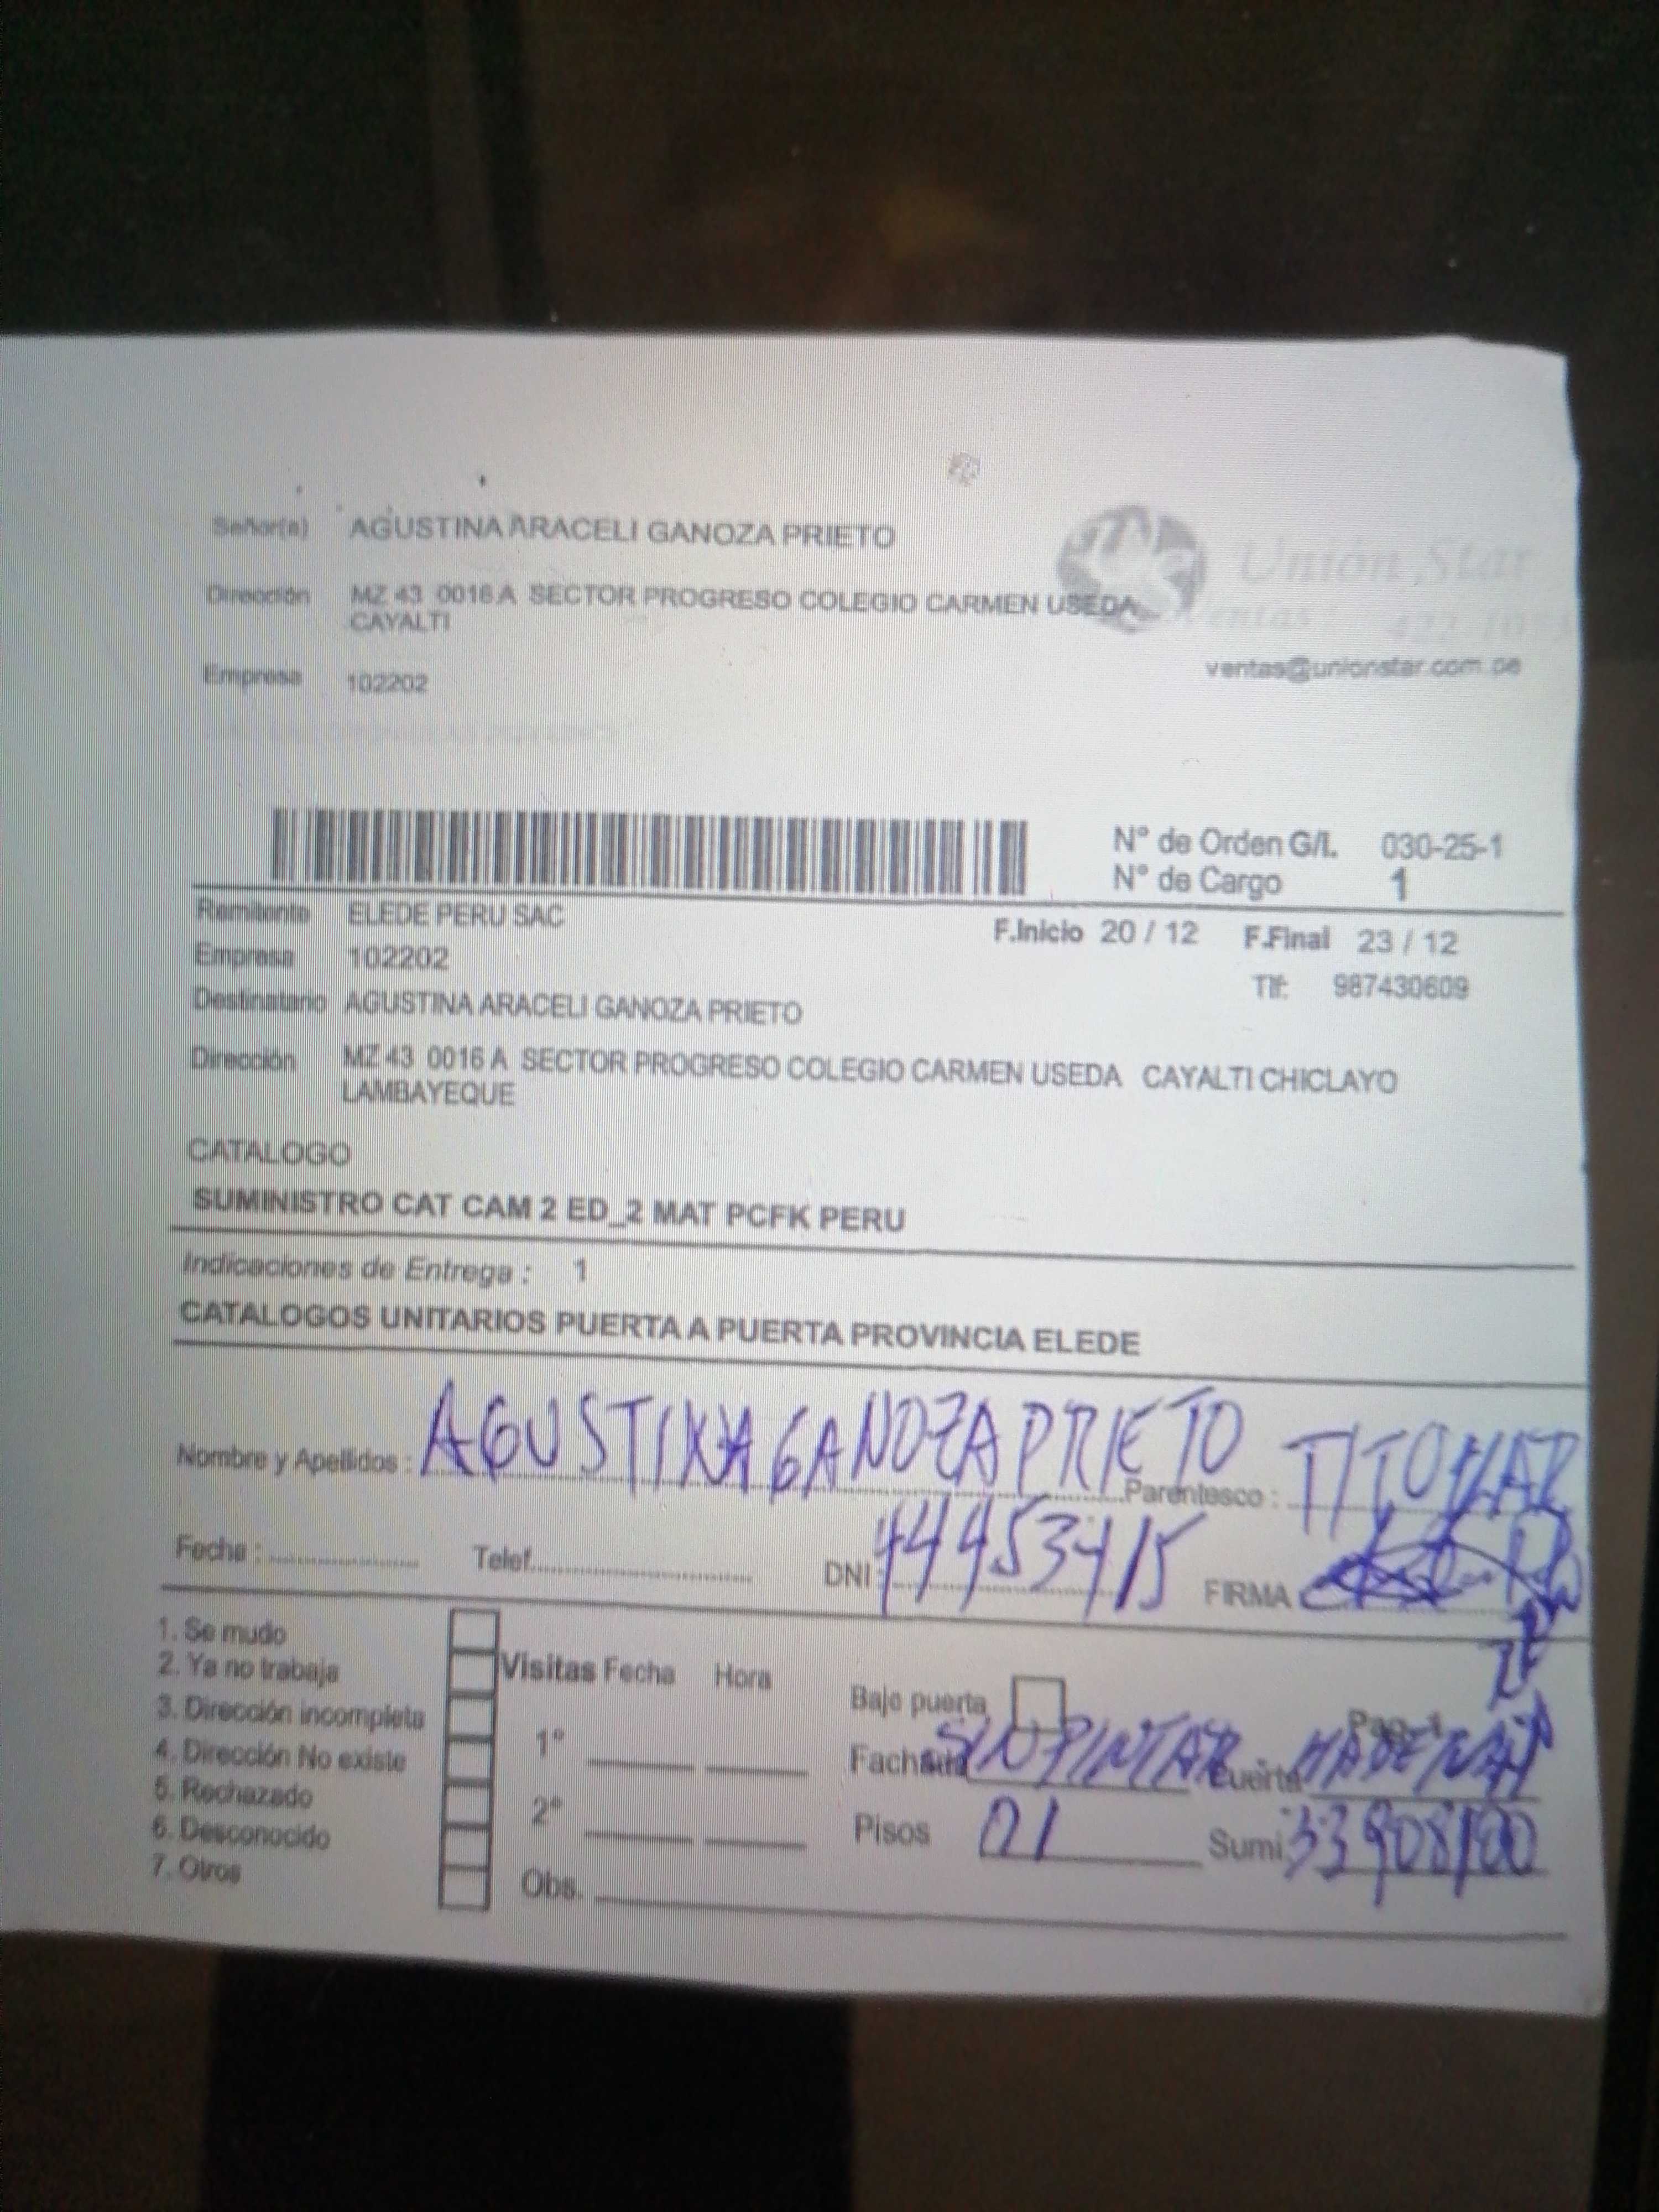 Señor(a) AGUSTINA ARACELI GANOZA PRIETO
Dirección MZ 43 0016 A SECTOR PROGRESO COLEGIO CARMEN USEDA
CAYALTI
Empresa 102202
Unión Star
Ventas
ventas@unionstar.com.pe
N° de Orden G/I. 030-25-1
N° de Cargo 1
Remitente ELEDE PERU SAC
F.Inicio 20 / 12 F.Final 23 / 12
Empresa 102202
Tlf: 987430609
Destinatario AGUSTINA ARACELI GANOZA PRIETO
Dirección MZ 43 0016 A SECTOR PROGRESO COLEGIO CARMEN USEDA CAYALTI CHICLAYO
LAMBAYEQUE
CATALOGO
SUMINISTRO CAT CAM 2 ED_2 MAT PCFK PERU
Indicaciones de Entrega : 1
CATALOGOS UNITARIOS PUERTA A PUERTA PROVINCIA ELEDE
Nombre y Apellidos : AGUSTINA GANOZA PRIETO Parentesco : TITULAR
Fecha : Telef. DNI : 44453415 FIRMA
1. Se mudo
2. Ya no trabaja
3. Dirección incompleta
4. Dirección No existe
5. Rechazado
6. Desconocido
7. Otros
Visitas Fecha Hora
1°
2°
Obs.
Bajo puerta
Pag-1
Fachada SIN PINTAR Puerta MADERA
Pisos 01 Sumi 33908100